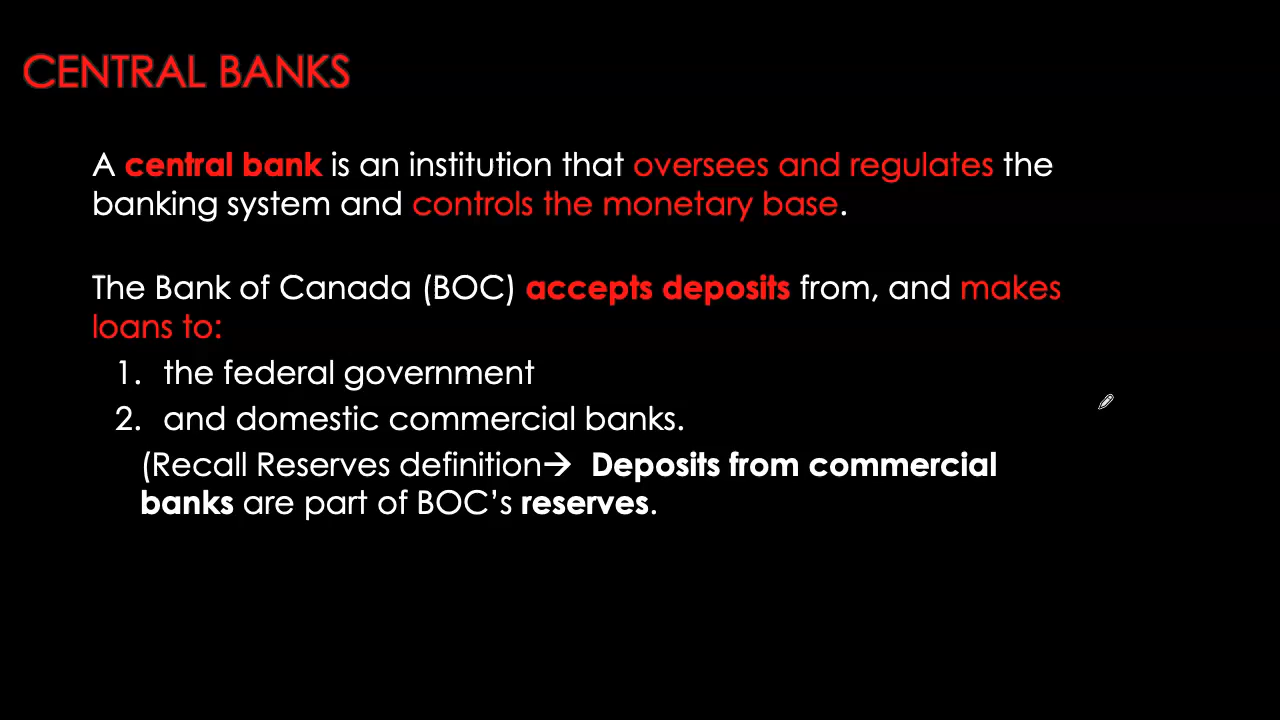 CENTRAL BANKS
A central bank is an institution that oversees and regulates the
banking system and controls the monetary base.
The Bank of Canada (BOC) accepts deposits from, and makes
loans to:
1. the federal government
2. and domestic commercial banks.
(Recall Reserves definition→ Deposits from commercial
banks are part of BOC’s reserves.